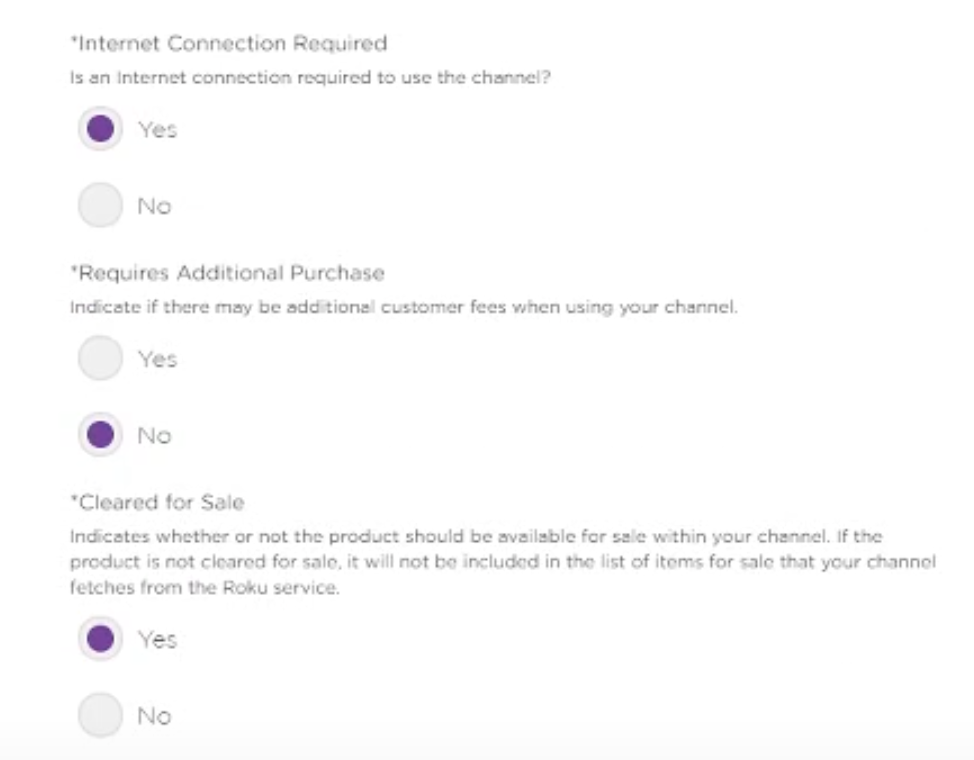 *Internet Connection Required
Is an Internet connection required to use the channel?
Yes
No
*Requires Additional Purchase
Indicate if there may be additional customer fees when using your channel.
Yes
No
*Cleared for Sale
Indicates whether or not the product should be available for sale within your channel. If the
product is not cleared for sale, it will not be included in the list of items for sale that your channel
fetches from the Roku service.
Yes
No